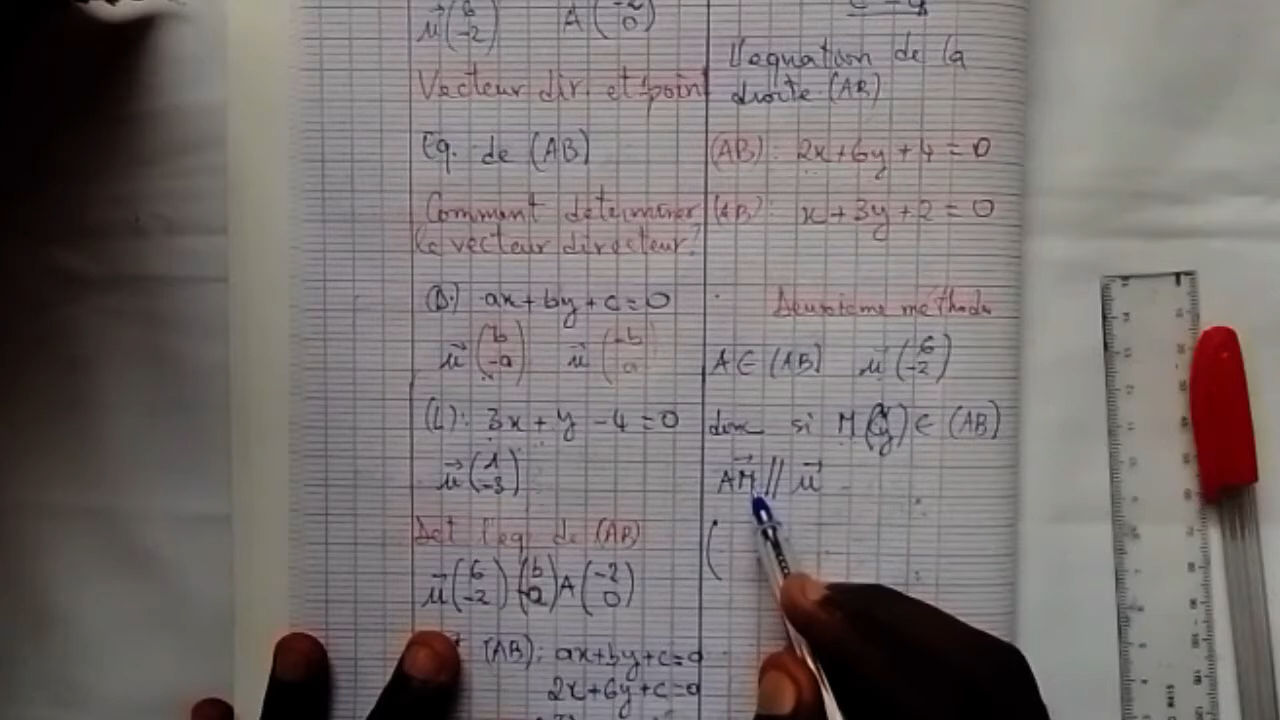 u⃗ (6 -2) A (-2 0)
Vecteur dir. et 1 point
Eq. de (AB)
Comment déterminer
le vecteur directeur?
(D:) ax + by + c = 0
u⃗ (b -a) u⃗ (-b a)
(L): 3x + y - 4 = 0
u⃗ (1 -3)
Det l'eq. de (AB)
u⃗ (6 -2) (b -a) A (-2 0)
(AB): ax + by + c = 0
2x + 6y + c = 0
L'equation de la
droite (AB)
(AB): 2x + 6y + 4 = 0
(AB): x + 3y + 2 = 0
Deuxième méthode
A ∈ (AB) u⃗ (6 -2)
donc si M (x y) ∈ (AB)
AM⃗ // u⃗
(